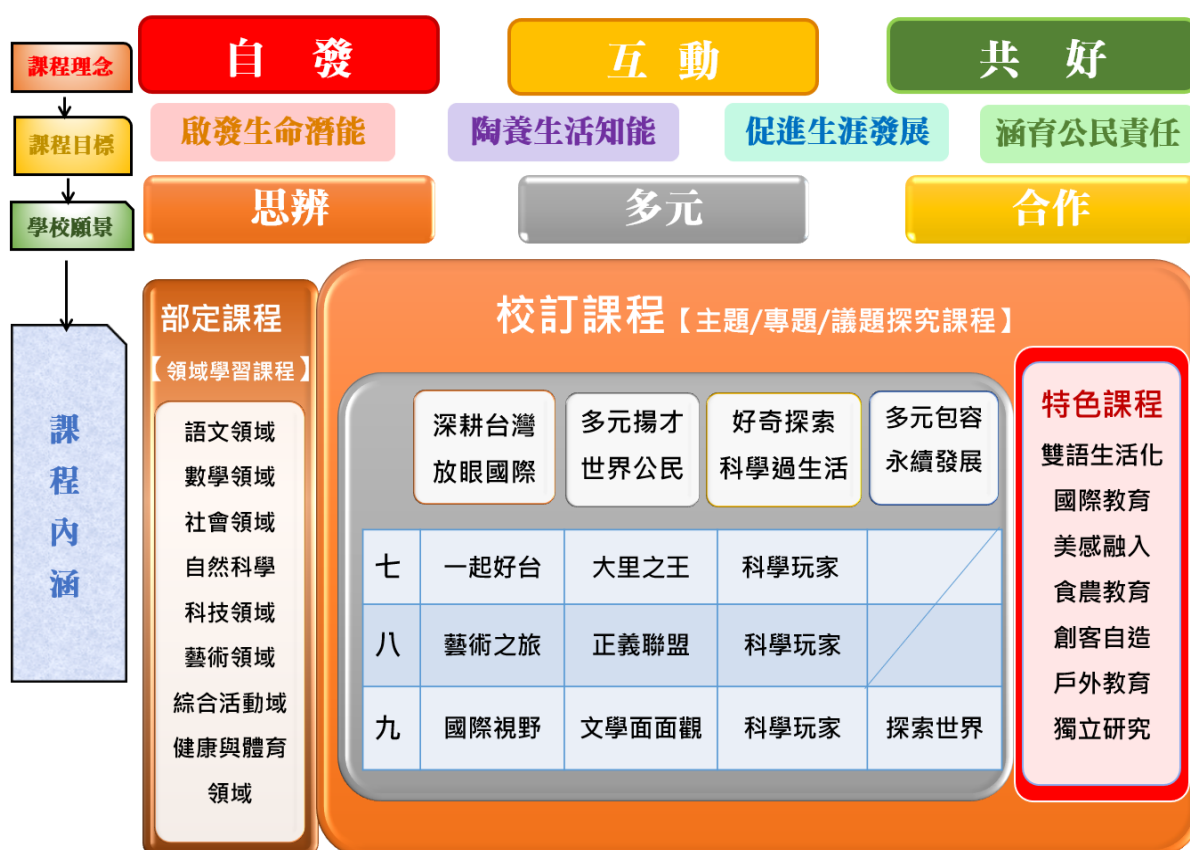 課程理念
自 發
互 動
共 好
課程目標
啟發生命潛能
陶養生活知能
促進生涯發展
涵育公民責任
學校願景
思辨
多元
合作
課程內涵
部定課程
【領域學習課程】
語文領域
數學領域
社會領域
自然科學
科技領域
藝術領域
綜合活動域
健康與體育
領域
校訂課程【主題/專題/議題探究課程】
深耕台灣
放眼國際
多元揚才
世界公民
好奇探索
科學過生活
多元包容
永續發展
七 一起好台 大里之王 科學玩家
八 藝術之旅 正義聯盟 科學玩家
九 國際視野 文學面面觀 科學玩家 探索世界
特色課程
雙語生活化
國際教育
美感融入
食農教育
創客自造
戶外教育
獨立研究